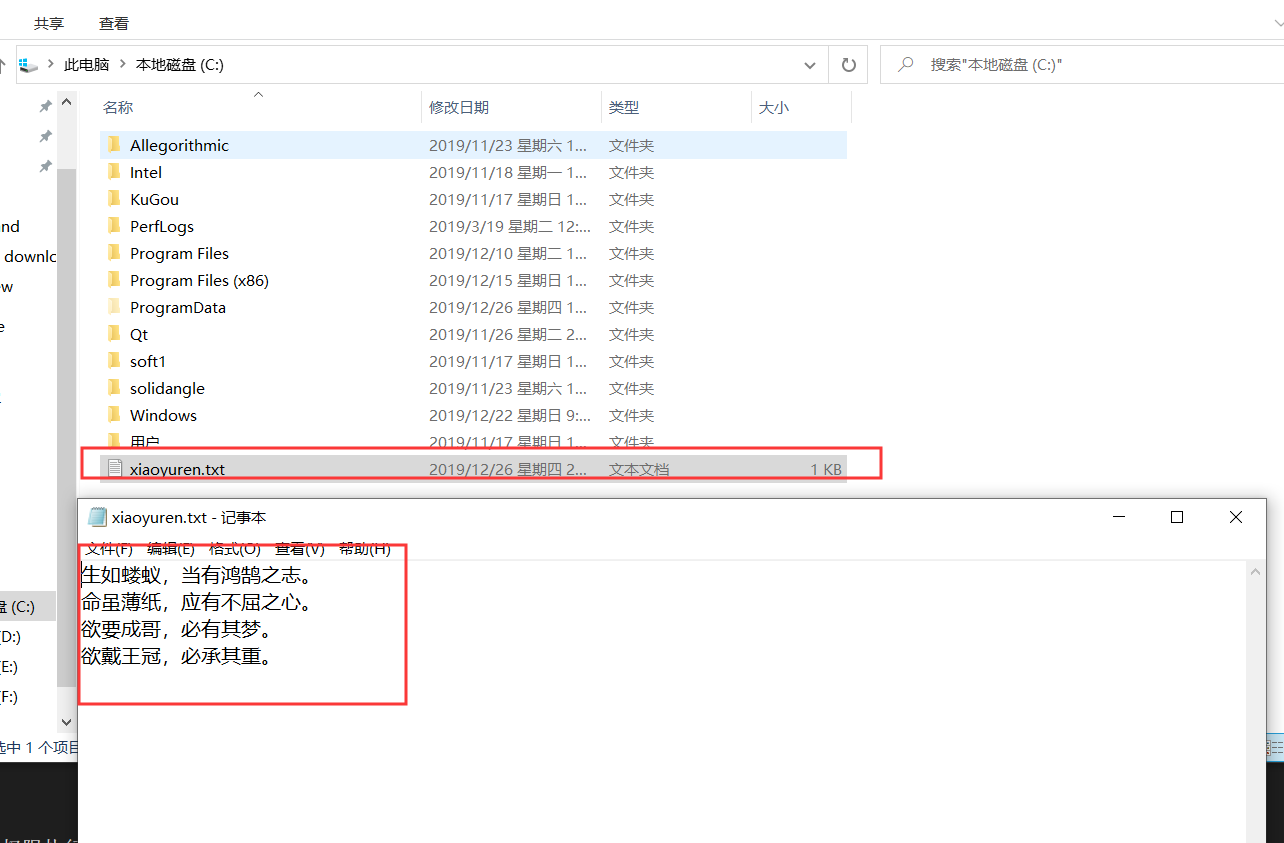 共享 查看
此电脑 本地磁盘 (C:)
搜索"本地磁盘 (C:)"
名称 修改日期 类型 大小
Allegorithmic 2019/11/23 星期六 1... 文件夹
Intel 2019/11/18 星期一 1... 文件夹
KuGou 2019/11/17 星期日 1... 文件夹
PerfLogs 2019/3/19 星期二 12:... 文件夹
Program Files 2019/12/10 星期二 1... 文件夹
Program Files (x86) 2019/12/15 星期日 1... 文件夹
ProgramData 2019/12/26 星期四 1... 文件夹
Qt 2019/11/26 星期二 2... 文件夹
soft1 2019/11/17 星期日 1... 文件夹
solidangle 2019/11/23 星期六 1... 文件夹
Windows 2019/12/22 星期日 9:... 文件夹
用户 2019/11/17 星期日 1... 文件夹
xiaoyuren.txt 2019/12/26 星期四 2... 文本文档 1 KB
盘 (C:)
D:)
E:)
F:)
选中 1 个项目
xiaoyuren.txt - 记事本
文件(F) 编辑(E) 格式(O) 查看(V) 帮助(H)
生如蝼蚁，当有鸿鹄之志。
命虽薄纸，应有不屈之心。
欲要成哥，必有其梦。
欲戴王冠，必承其重。